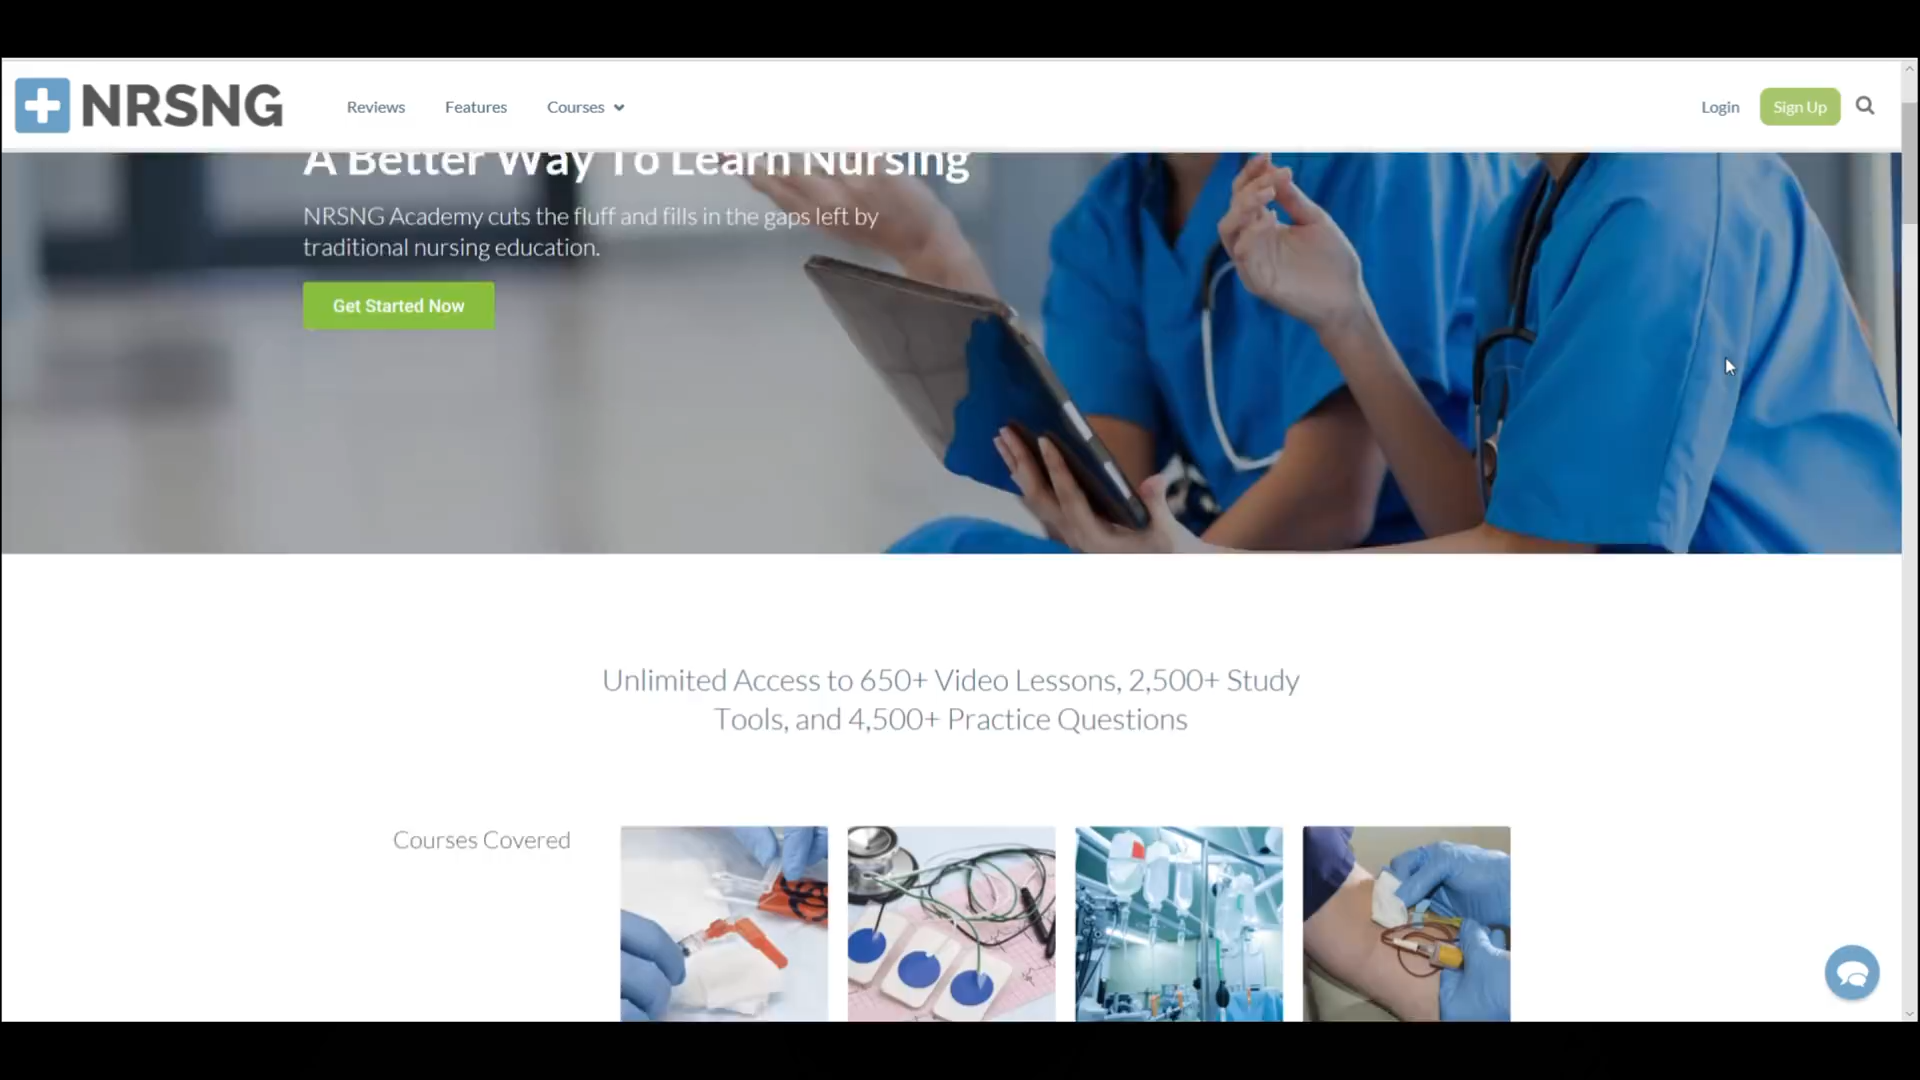 NRSNG
Reviews
Features
Courses
Login
Sign Up
A Better Way To Learn Nursing
NRSNG Academy cuts the fluff and fills in the gaps left by
traditional nursing education.
Get Started Now
Unlimited Access to 650+ Video Lessons, 2,500+ Study
Tools, and 4,500+ Practice Questions
Courses Covered